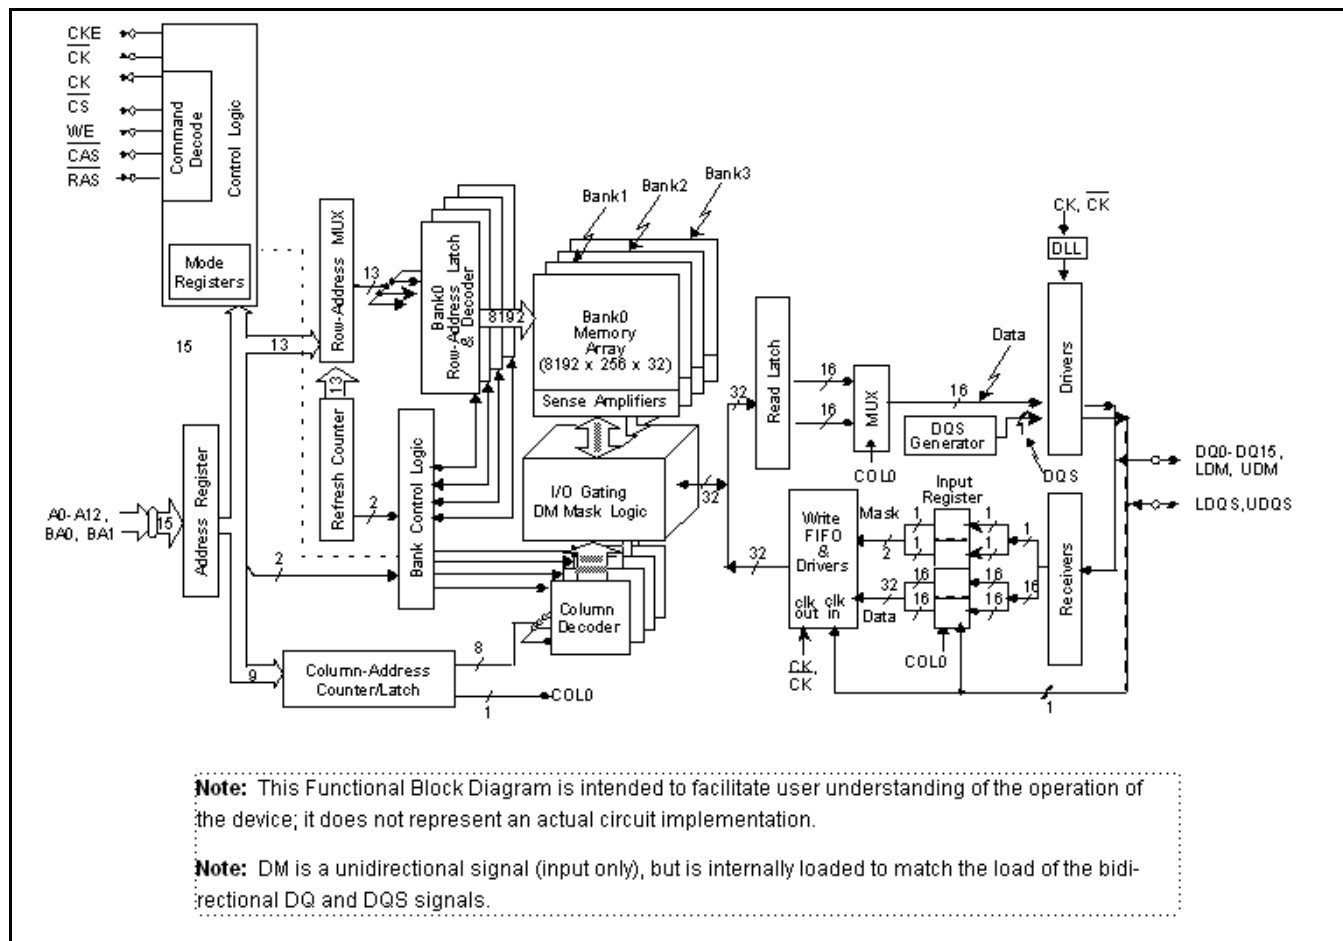 CKE
CK
CK
CS
WE
CAS
RAS
Command
Decode
Control Logic
Mode
Registers
15
13
Row-Address MUX
13
Refresh Counter
13
Bank0
Row-Address Latch
& Decoder
8192
Bank1
Bank2
Bank3
Bank0
Memory
Array
(8192 x 256 x 32)
Sense Amplifiers
I/O Gating
DM Mask Logic
Bank Control Logic
2
2
A0-A12,
BA0, BA1
15
Address Register
9
Column-Address
Counter/Latch
8
1
COL0
Column
Decoder
32
32
32
Read Latch
16
16
MUX
COL0
16
Data
DQS
Generator
1
DQS
CK, CK
DLL
Drivers
DQ0-DQ15,
LDM, UDM
LDQS,UDQS
Input
Register
Write
FIFO
&
Drivers
clk clk
out in
Mask
1
1
2
1
1
1
32
16
16
16
16
16
Data
COL0
CK,
CK
Receivers
1
Note: This Functional Block Diagram is intended to facilitate user understanding of the operation of
the device; it does not represent an actual circuit implementation.
Note: DM is a unidirectional signal (input only), but is internally loaded to match the load of the bidi-
rectional DQ and DQS signals.